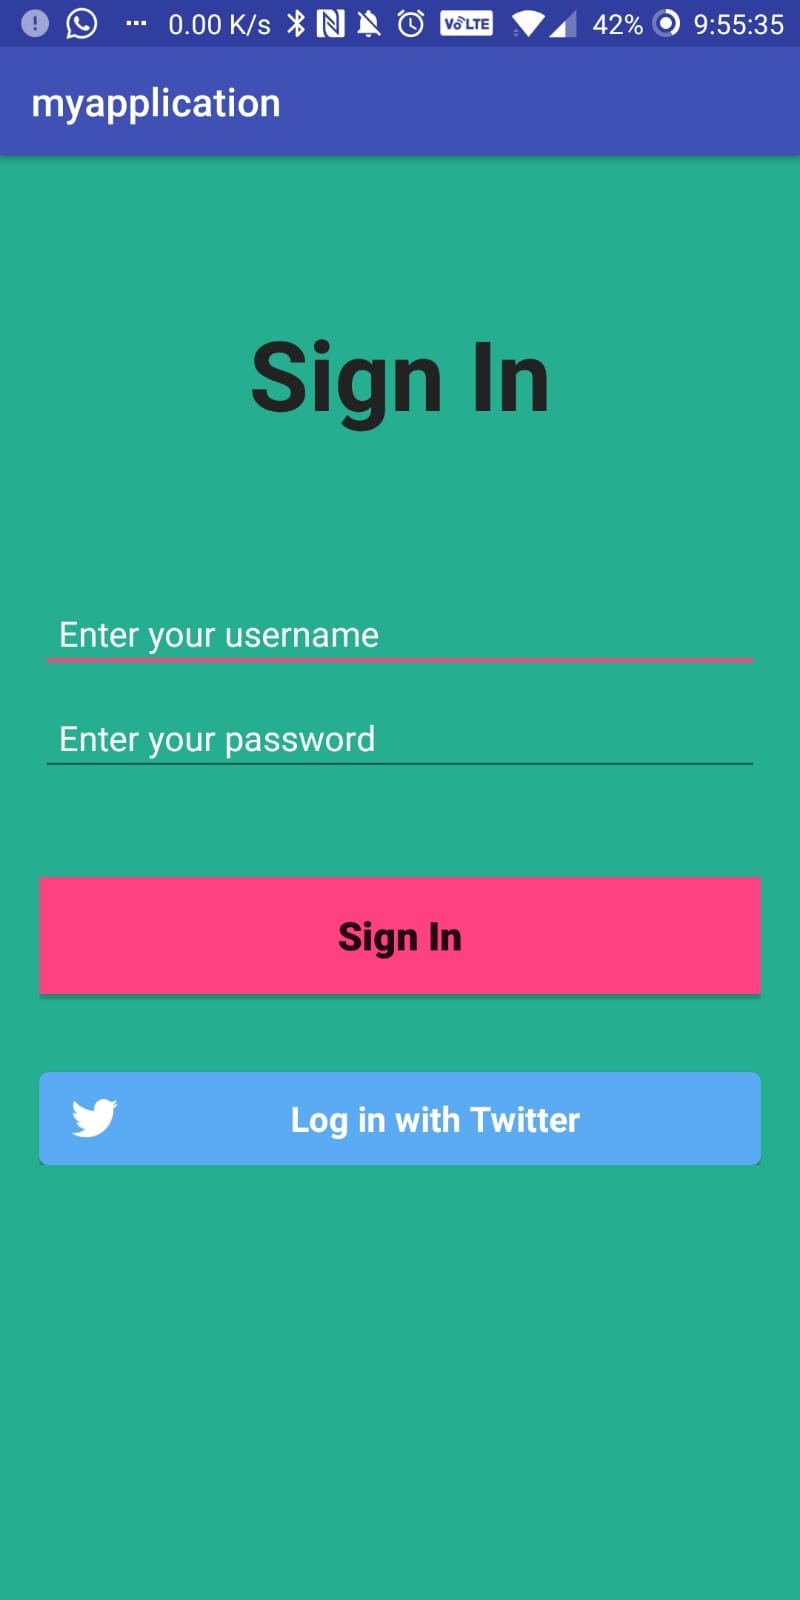 0.00 K/s VoLTE 42% 9:55:35
myapplication
Sign In
Enter your username
Enter your password
Sign In
Log in with Twitter